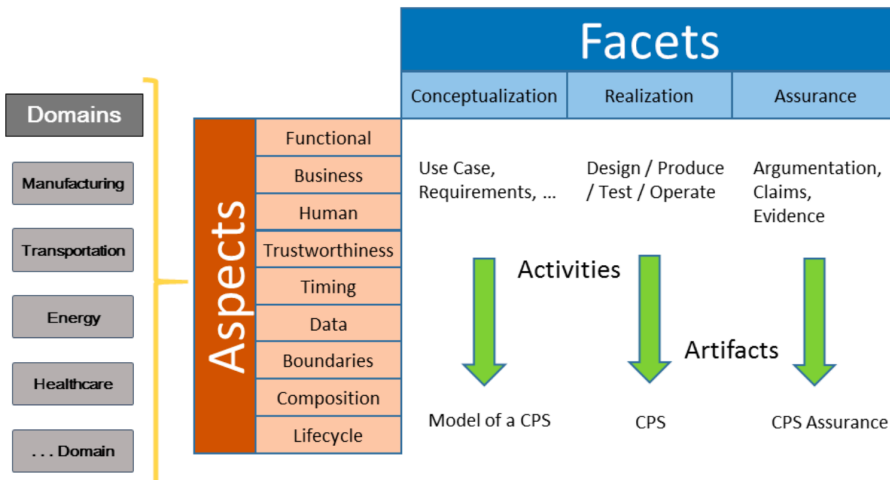 Facets
Conceptualization
Realization
Assurance
Domains
Manufacturing
Transportation
Energy
Healthcare
... Domain
Aspects
Functional
Business
Human
Trustworthiness
Timing
Data
Boundaries
Composition
Lifecycle
Use Case,
Requirements, ...
Design / Produce
/ Test / Operate
Argumentation,
Claims,
Evidence
Activities
Artifacts
Model of a CPS
CPS
CPS Assurance